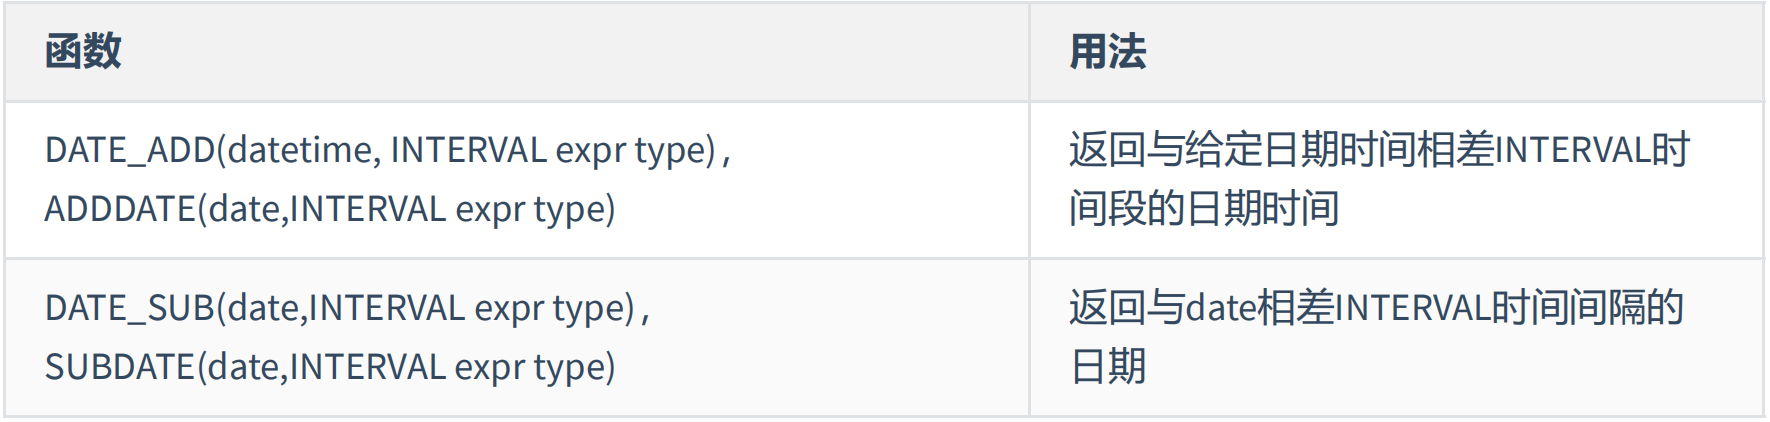 函数
用法
DATE_ADD(datetime, INTERVAL expr type) ,
ADDDATE(date,INTERVAL expr type)
返回与给定日期时间相差INTERVAL时
间段的日期时间
DATE_SUB(date,INTERVAL expr type) ,
SUBDATE(date,INTERVAL expr type)
返回与date相差INTERVAL时间间隔的
日期